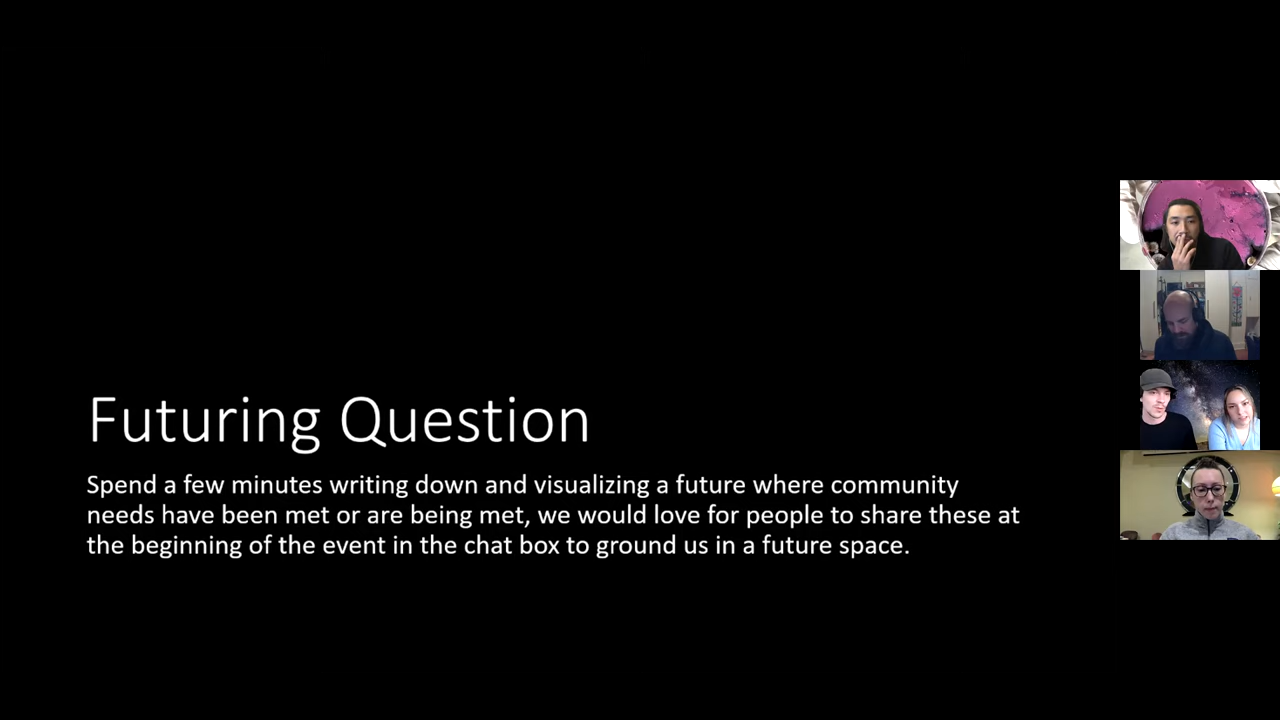 Futuring Question
Spend a few minutes writing down and visualizing a future where community
needs have been met or are being met, we would love for people to share these at
the beginning of the event in the chat box to ground us in a future space.